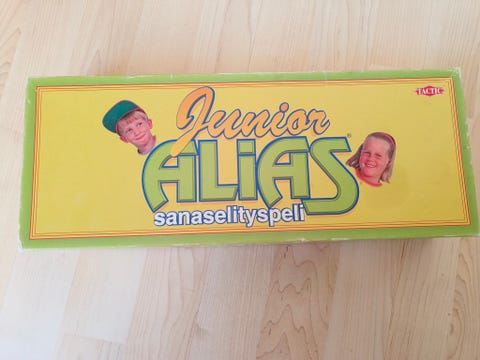 TACTIC
Junior
ALIAS®
sanaselityspeli